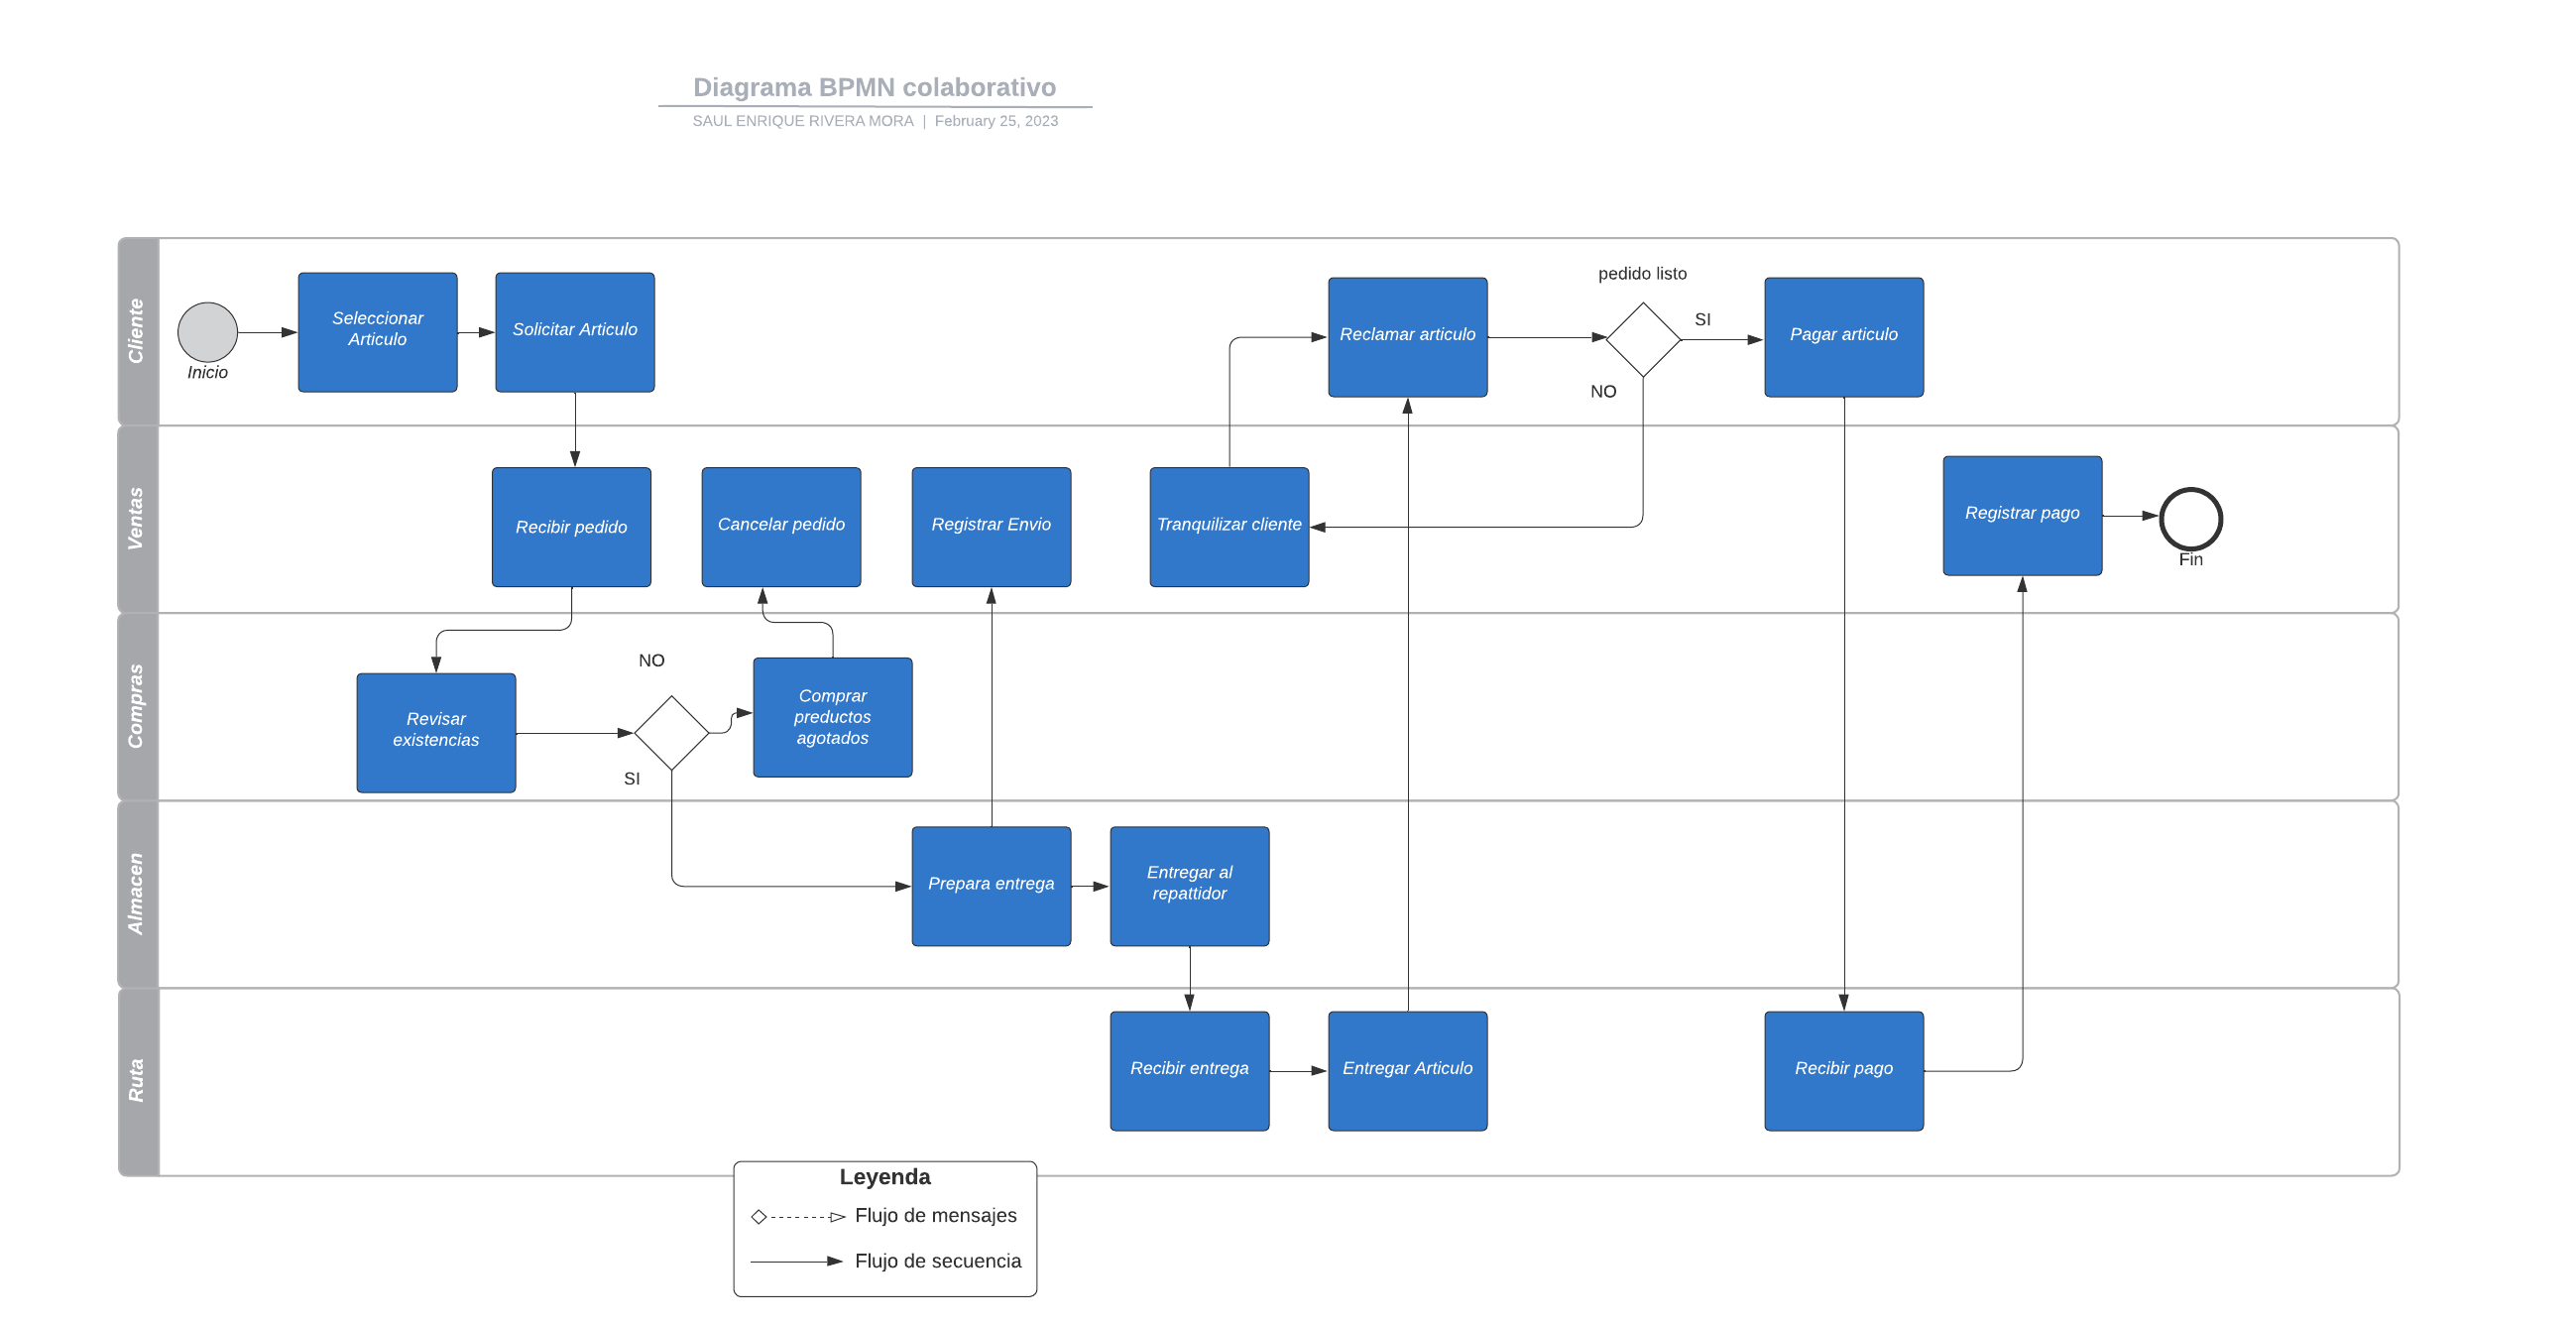 Diagrama BPMN colaborativo
SAUL ENRIQUE RIVERA MORA | February 25, 2023
Cliente
Inicio
Seleccionar
Articulo
Solicitar Articulo
Reclamar articulo
pedido listo
SI
NO
Pagar articulo
Ventas
Recibir pedido
Cancelar pedido
Registrar Envio
Tranquilizar cliente
Registrar pago
Fin
Compras
Revisar
existencias
NO
SI
Comprar
preductos
agotados
Almacen
Prepara entrega
Entregar al
repattidor
Ruta
Recibir entrega
Entregar Articulo
Recibir pago
Leyenda
Flujo de mensajes
Flujo de secuencia